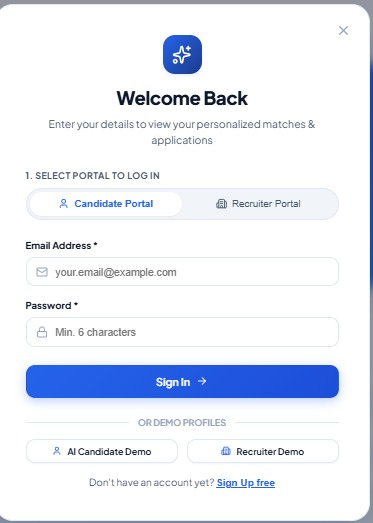 Welcome Back
Enter your details to view your personalized matches &
applications
1. SELECT PORTAL TO LOG IN
Candidate Portal
Recruiter Portal
Email Address *
your.email@example.com
Password *
Min. 6 characters
Sign In →
OR DEMO PROFILES
AI Candidate Demo
Recruiter Demo
Don't have an account yet? Sign Up free